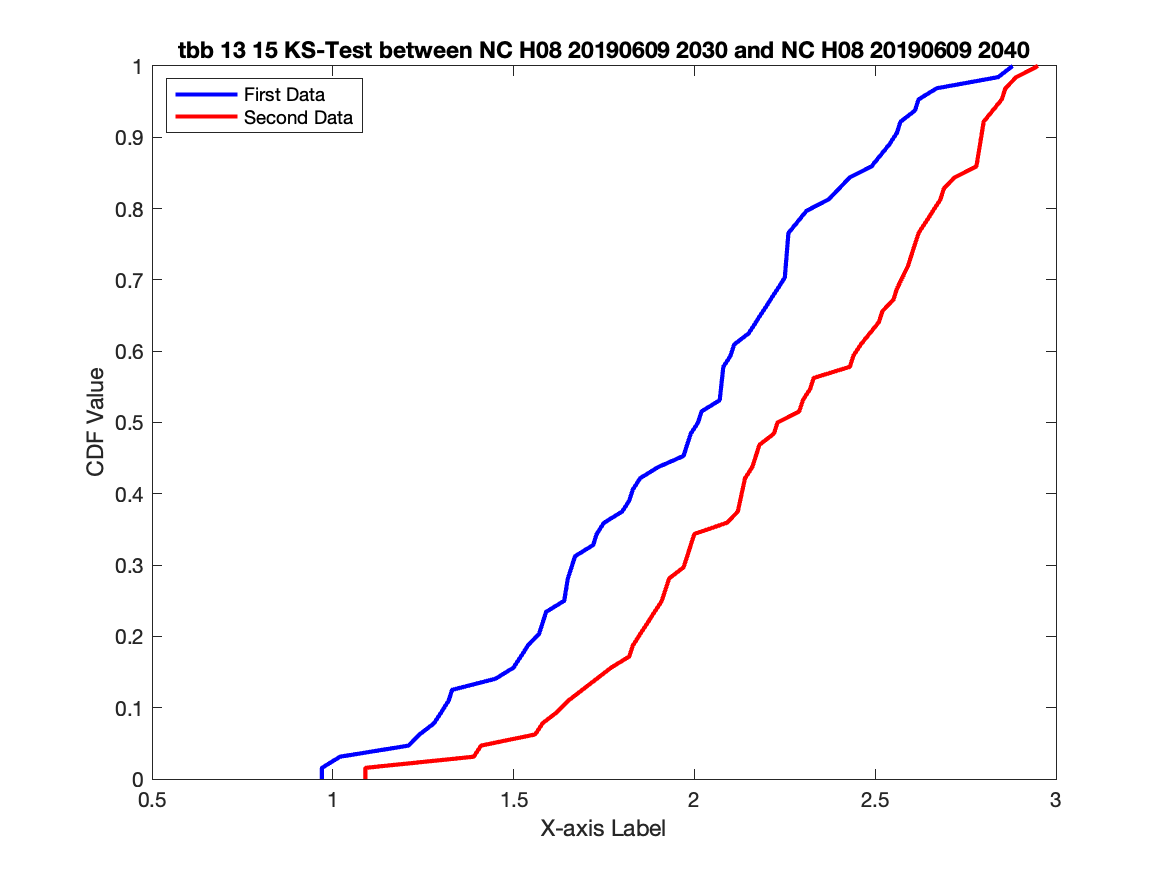 tbb 13 15 KS-Test between NC H08 20190609 2030 and NC H08 20190609 2040
First Data
Second Data
1
0.9
0.8
0.7
0.6
0.5
0.4
0.3
0.2
0.1
0
CDF Value
0.5 1 1.5 2 2.5 3
X-axis Label